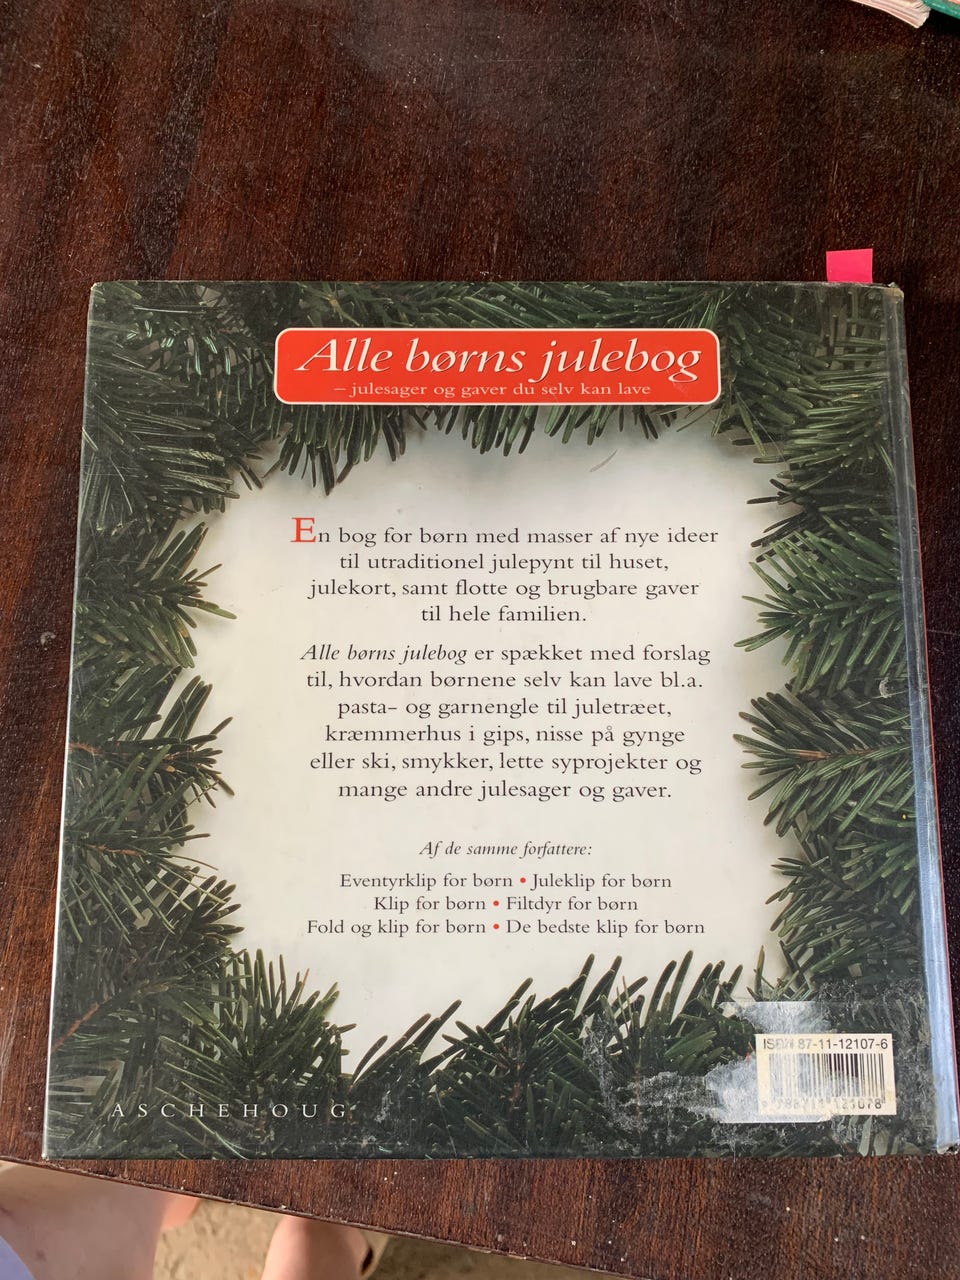 Alle børns julebog
– julesager og gaver du selv kan lave
En bog for børn med masser af nye ideer
til utraditionel julepynt til huset,
julekort, samt flotte og brugbare gaver
til hele familien.
Alle børns julebog er spækket med forslag
til, hvordan børnene selv kan lave bl.a.
pasta- og garnengle til juletræet,
kræmmerhus i gips, nisse på gynge
eller ski, smykker, lette syprojekter og
mange andre julesager og gaver.
Af de samme forfattere:
Eventyrklip for børn • Juleklip for børn
Klip for børn • Filtdyr for børn
Fold og klip for børn • De bedste klip for børn
ISBN 87-11-12107-6
ASCHEHOUG